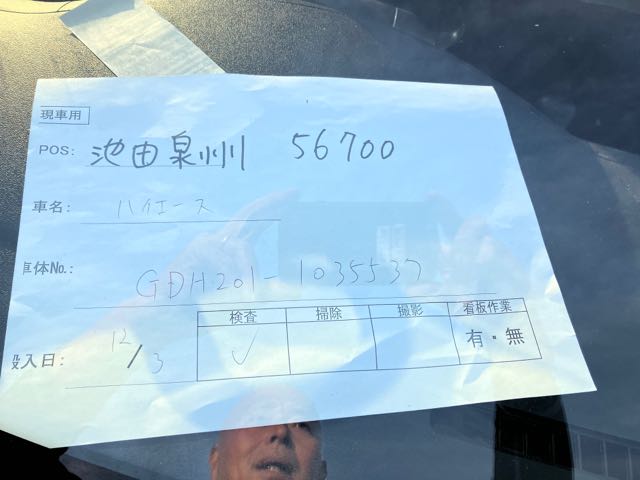 現車用
POS: 池田泉州 56700
車名: ハイエース
車体No.: GDH201-1035537
検査 掃除 撮影 看板作業
入日: 12/3 ✓ 有・無